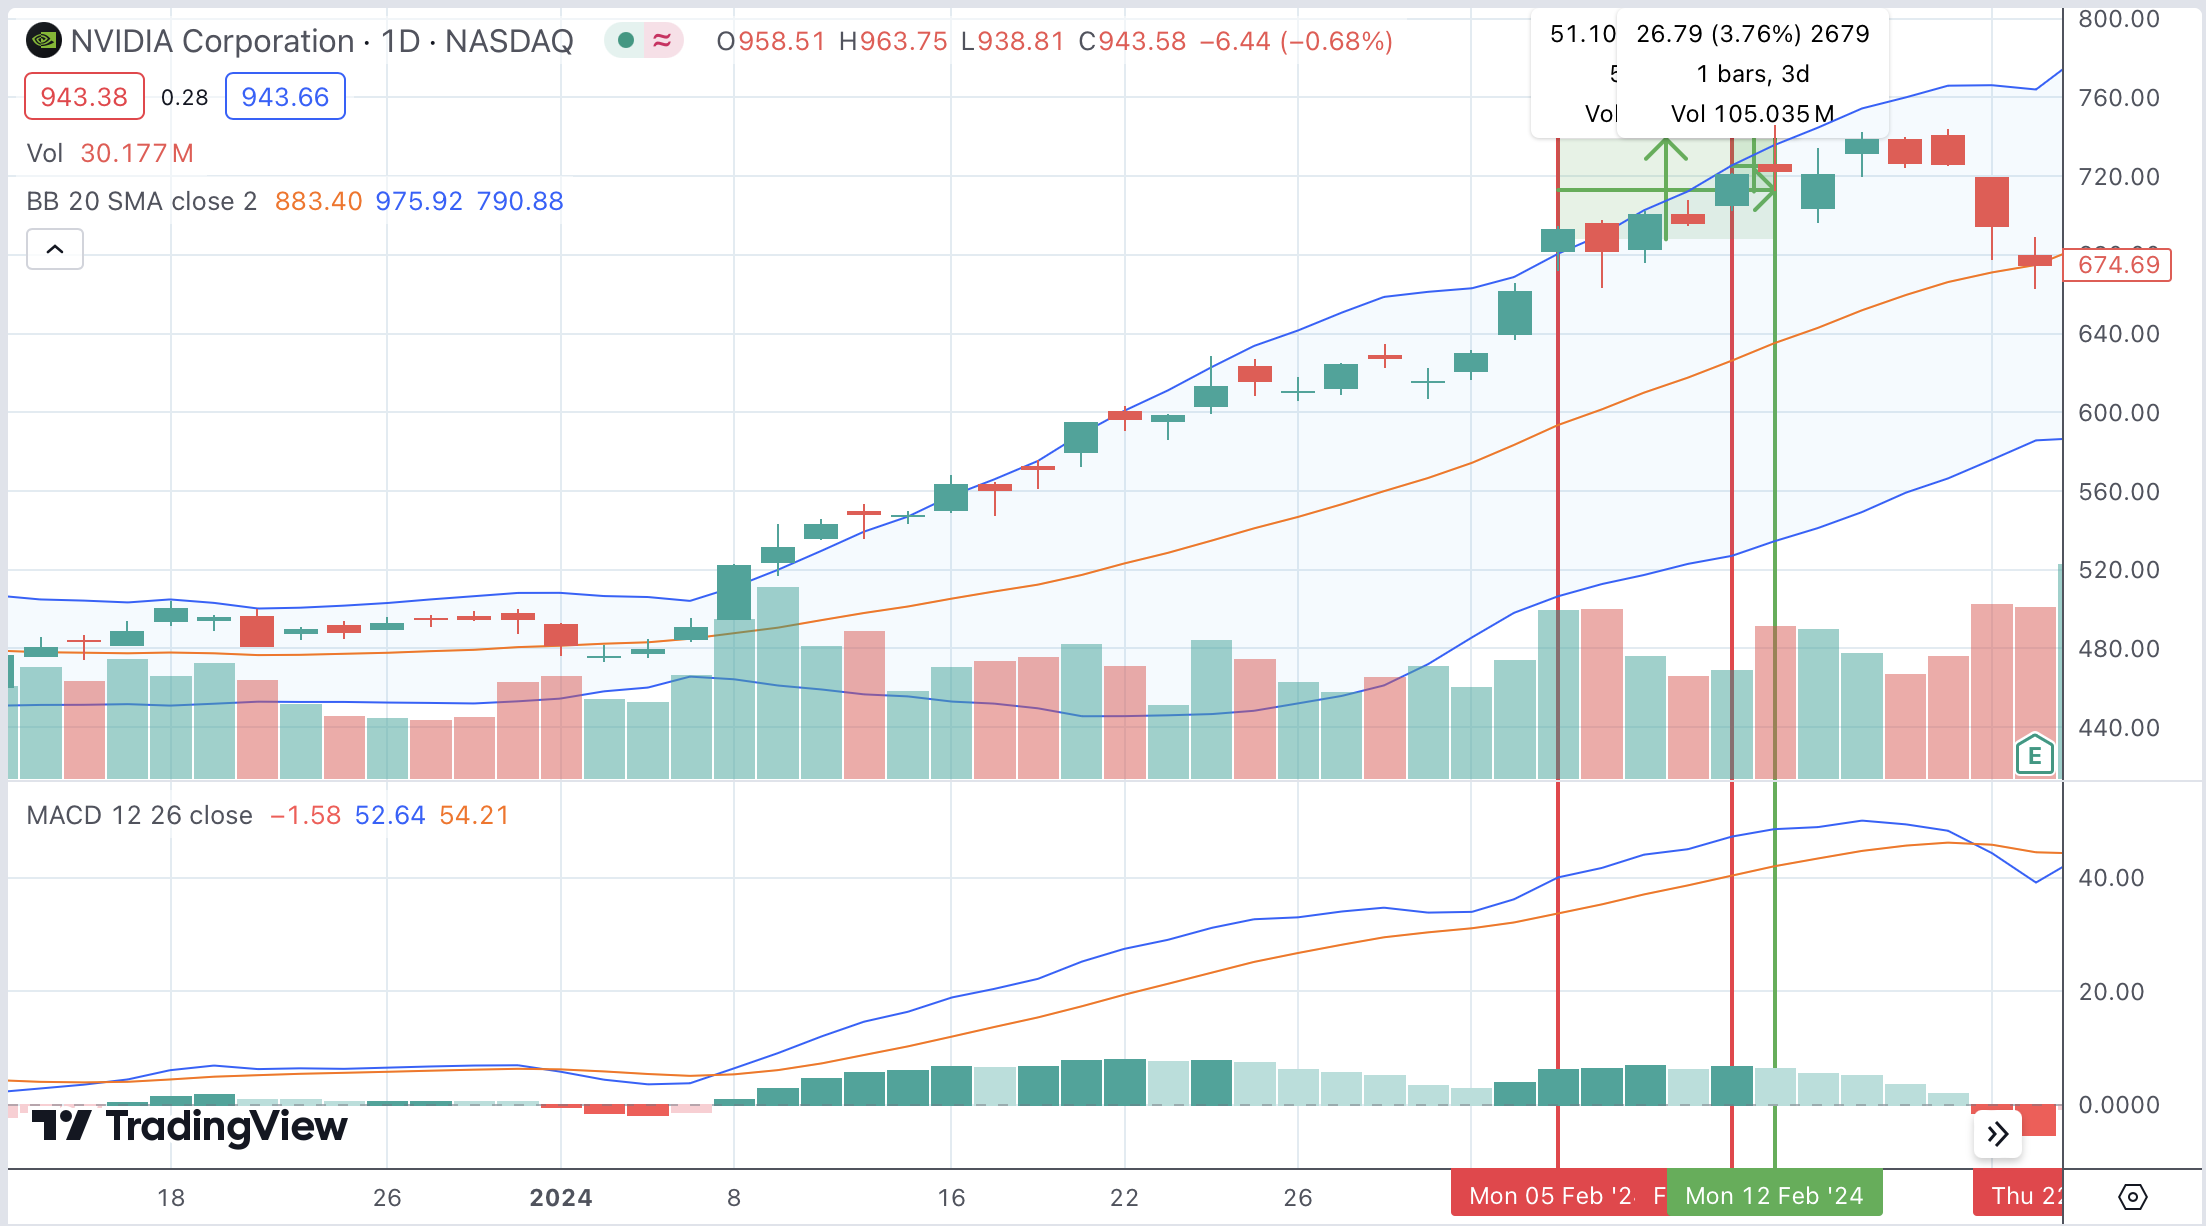 NVIDIA Corporation · 1D · NASDAQ O958.51 H963.75 L938.81 C943.58 −6.44 (−0.68%)
943.38 0.28 943.66
Vol 30.177M
BB 20 SMA close 2 883.40 975.92 790.88
51.10
5
Vol
26.79 (3.76%) 2679
1 bars, 3d
Vol 105.035M
800.00
760.00
720.00
674.69
640.00
600.00
560.00
520.00
480.00
440.00
E
MACD 12 26 close −1.58 52.64 54.21
40.00
20.00
0.0000
TradingView
18 26 2024 8 16 22 26 Mon 05 Feb '2 F Mon 12 Feb '24 Thu 22